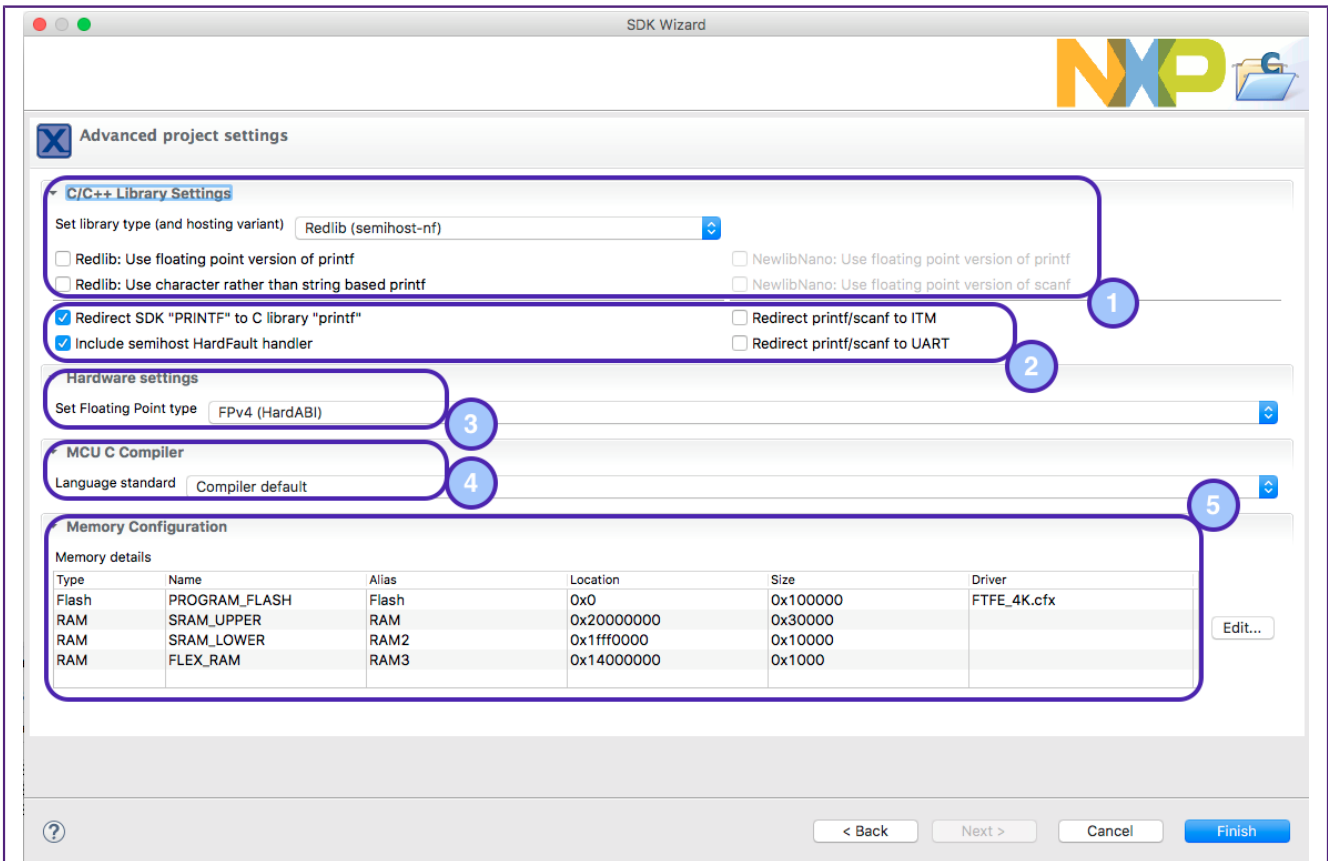 SDK Wizard
NXP C
X Advanced project settings
C/C++ Library Settings
Set library type (and hosting variant) Redlib (semihost-nf)
Redlib: Use floating point version of printf NewlibNano: Use floating point version of printf
Redlib: Use character rather than string based printf NewlibNano: Use floating point version of scanf
1
Redirect SDK "PRINTF" to C library "printf" Redirect printf/scanf to ITM
Include semihost HardFault handler Redirect printf/scanf to UART
2
Hardware settings
Set Floating Point type FPv4 (HardABI)
3
MCU C Compiler
Language standard Compiler default
4
5
Memory Configuration
Memory details
Type Name Alias Location Size Driver
Flash PROGRAM_FLASH Flash 0x0 0x100000 FTFE_4K.cfx
RAM SRAM_UPPER RAM 0x20000000 0x30000
RAM SRAM_LOWER RAM2 0x1fff0000 0x10000
RAM FLEX_RAM RAM3 0x14000000 0x1000
Edit...
? < Back Next > Cancel Finish